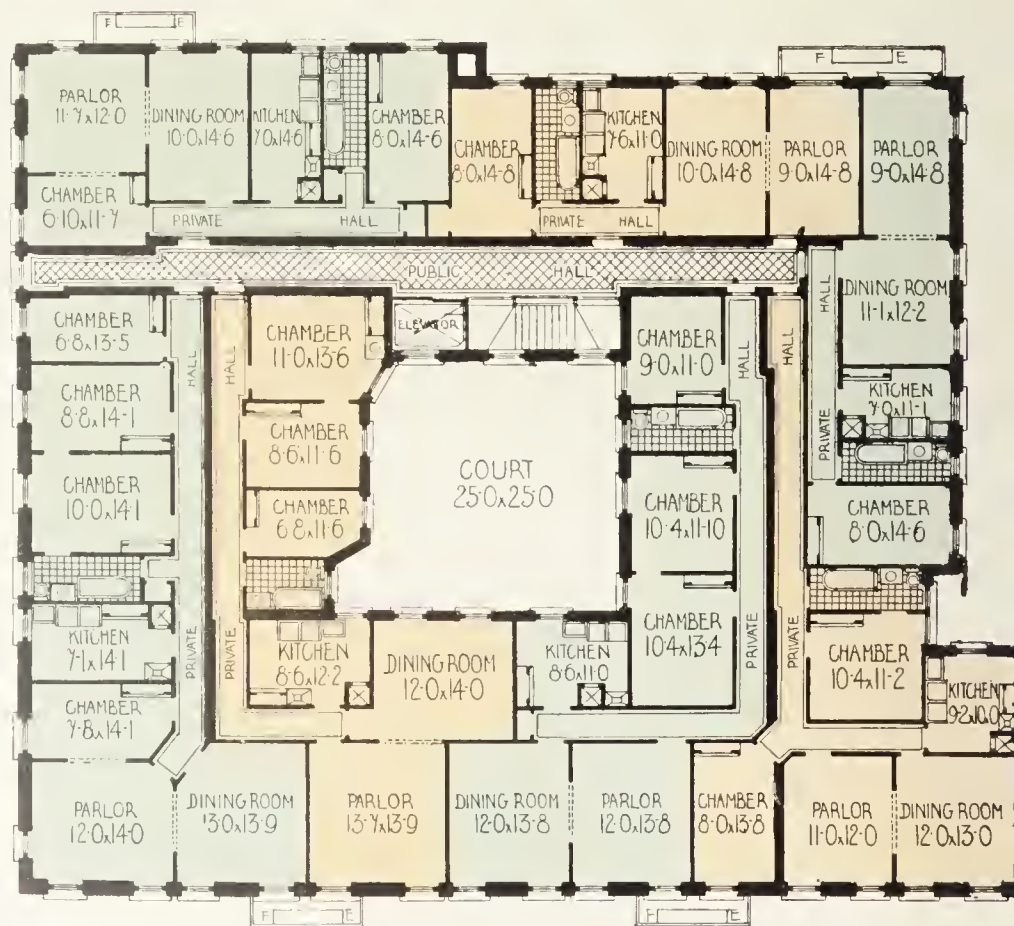 F E
F E
PARLOR
11-7x12-0
DINING ROOM
10-0x14-6
KITCHEN
7-0x14-6
CHAMBER
8-0x14-6
CHAMBER
8-0x14-8
KITCHEN
7-6x11-0
DINING ROOM
10-0x14-8
PARLOR
9-0x14-8
PARLOR
9-0x14-8
CHAMBER
6-10x11-7
PRIVATE HALL
PRIVATE HALL
PUBLIC HALL
CHAMBER
6-8x13-5
HALL
HALL
CHAMBER
11-0x13-6
ELEVATOR
CHAMBER
9-0x11-0
HALL
HALL
HALL
DINING ROOM
11-1x12-2
CHAMBER
8-8x14-1
CHAMBER
8-6x11-6
KITCHEN
7-0x11-1
PRIVATE
CHAMBER
10-0x14-1
CHAMBER
6-8x11-6
COURT
25-0x25-0
CHAMBER
10-4x11-10
CHAMBER
8-0x14-6
KITCHEN
7-1x14-1
PRIVATE
PRIVATE
KITCHEN
8-6x12-2
DINING ROOM
12-0x14-0
KITCHEN
8-6x11-0
CHAMBER
10-4x13-4
PRIVATE
PRIVATE
CHAMBER
10-4x11-2
KITCHEN
9-2x10-0
CHAMBER
7-8x14-1
PARLOR
12-0x14-0
DINING ROOM
13-0x13-9
PARLOR
13-7x13-9
DINING ROOM
12-0x13-8
PARLOR
12-0x13-8
CHAMBER
8-0x13-8
PARLOR
11-0x12-0
DINING ROOM
12-0x13-0
F E
F E